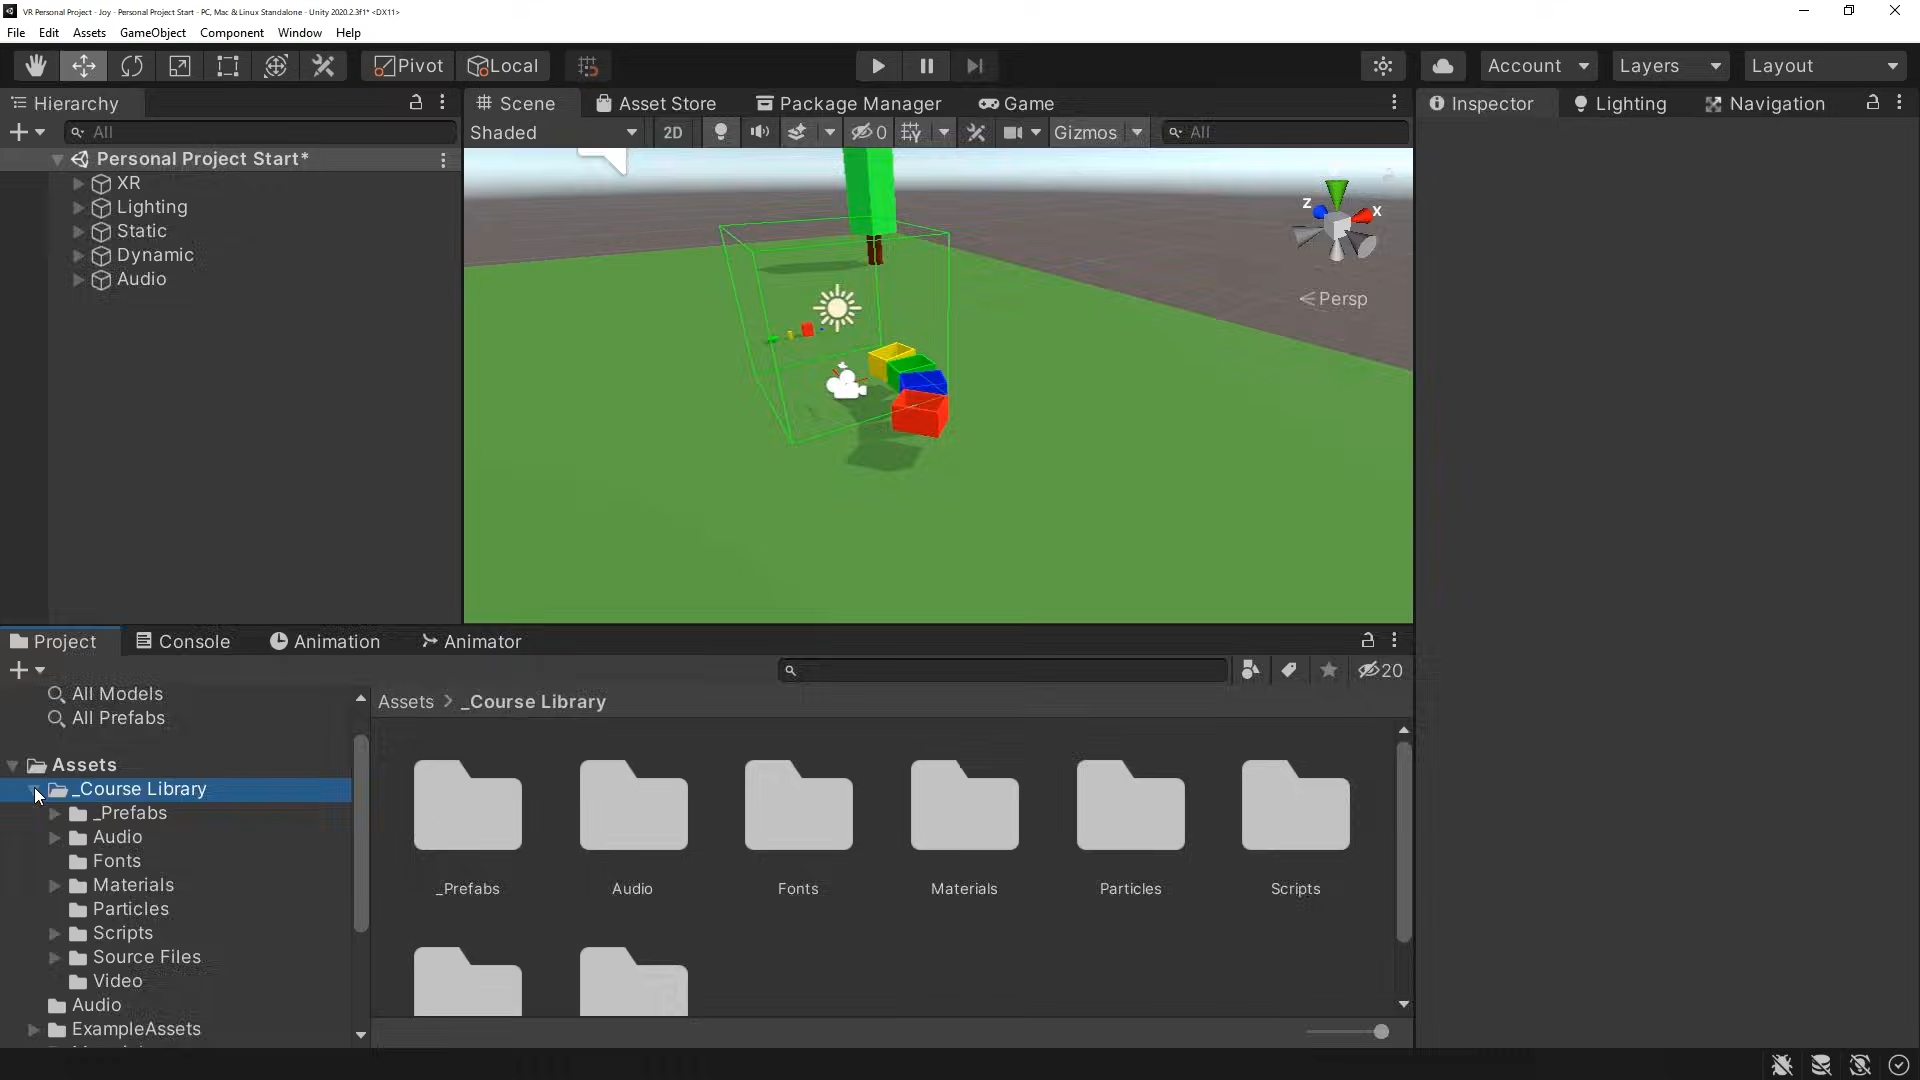 VR Personal Project - Joy - Personal Project Start - PC, Mac & Linux Standalone - Unity 2020.2.3f1* <DX11>
File Edit Assets GameObject Component Window Help
Pivot Local Account Layers Layout
Hierarchy
All
Personal Project Start*
XR
Lighting
Static
Dynamic
Audio
Scene Asset Store Package Manager Game
Shaded 2D 0 Gizmos All
Z X
Persp
Inspector Lighting Navigation
Project Console Animation Animator
20
All Models
All Prefabs
Assets
_Course Library
_Prefabs
Audio
Fonts
Materials
Particles
Scripts
Source Files
Video
Audio
ExampleAssets
Assets > _Course Library
_Prefabs Audio Fonts Materials Particles Scripts